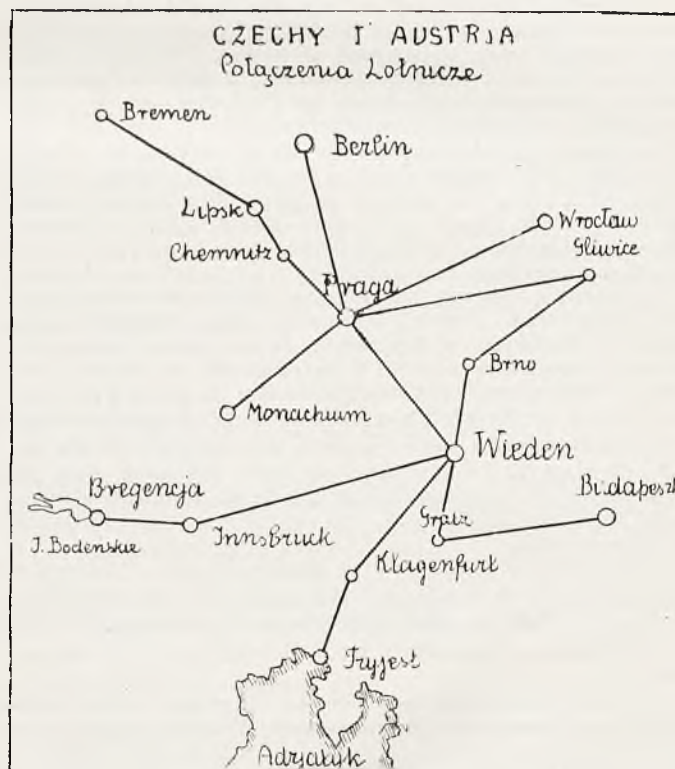 CZECHY I AUSTRJA
Połączenia Lotnicze
Bremen
Berlin
Lipsk
Wrocław
Chemnitz
Gliwice
Praga
Brno
Monachium
Wieden
Bregencja
Budapeszt
Gratz
J. Bodeńskie
Innsbruck
Klagenfurt
Tryjest
Adrjatyk